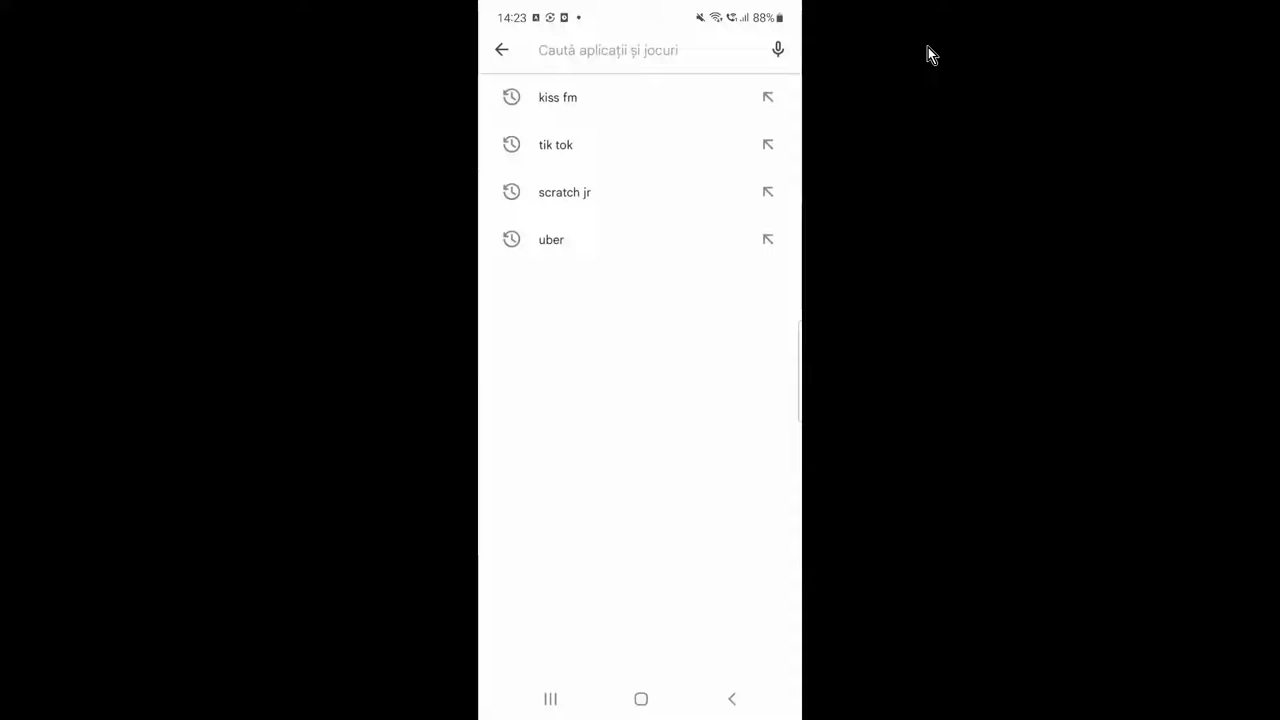 14:23 88%
Caută aplicații și jocuri
kiss fm
tik tok
scratch jr
uber